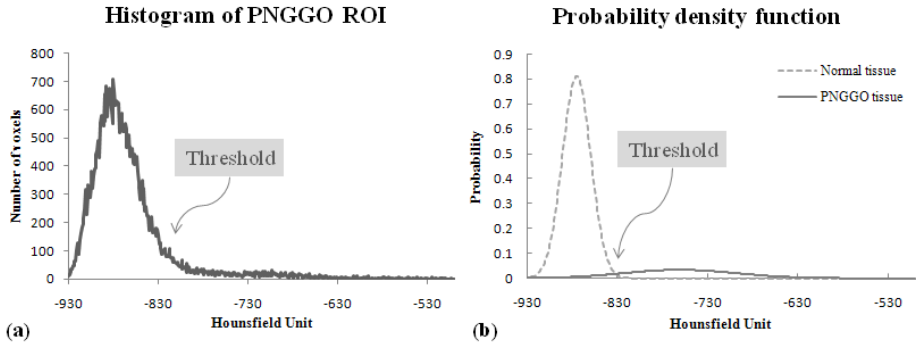 Histogram of PNGGO ROI
800
700
600
500
400
300
200
100
0
Number of voxels
Threshold
-930
-830
-730
-630
-530
Hounsfield Unit
(a)
Probability density function
0.9
0.8
0.7
0.6
0.5
0.4
0.3
0.2
0.1
0
Probability
Normal tissue
PNGGO tissue
Threshold
-930
-830
-730
-630
-530
Hounsfield Unit
(b)